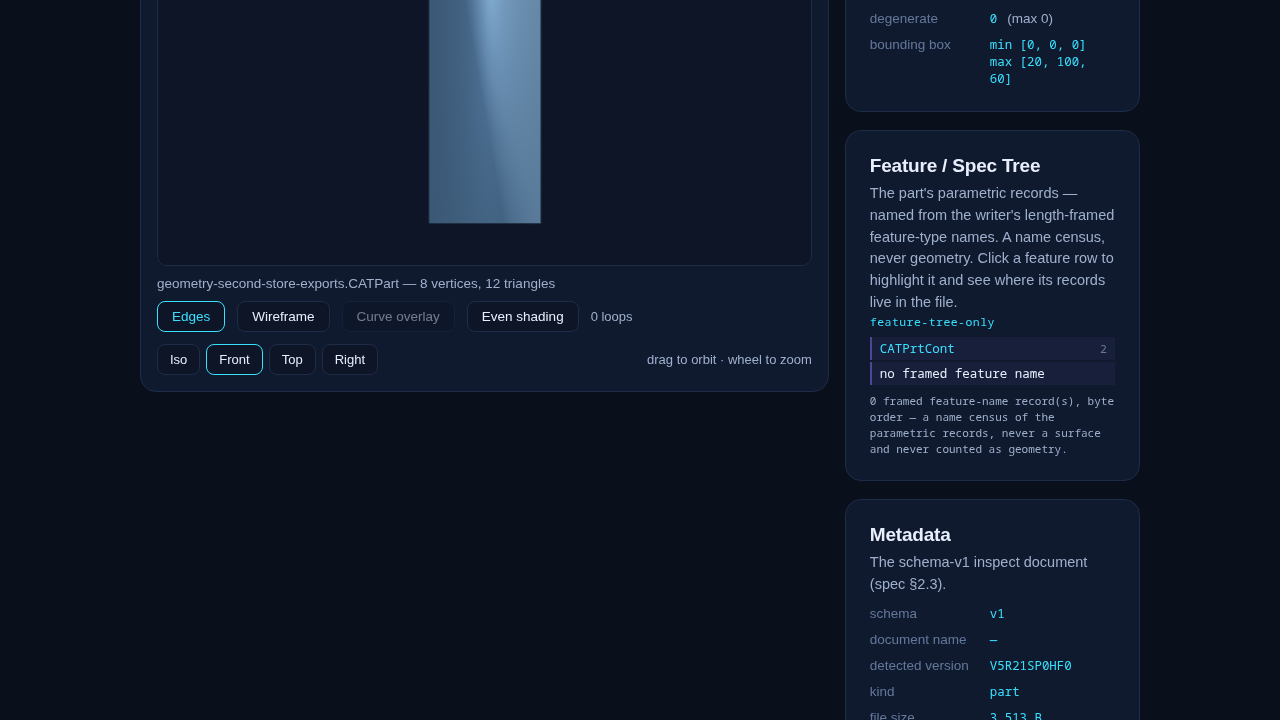 geometry-second-store-exports.CATPart — 8 vertices, 12 triangles
Edges Wireframe Curve overlay Even shading 0 loops
Iso Front Top Right drag to orbit · wheel to zoom
degenerate 0 (max 0)
bounding box min [0, 0, 0]
max [20, 100,
60]
Feature / Spec Tree
The part's parametric records —
named from the writer's length-framed
feature-type names. A name census,
never geometry. Click a feature row to
highlight it and see where its records
live in the file.
feature-tree-only
CATPrtCont 2
no framed feature name
0 framed feature-name record(s), byte
order — a name census of the
parametric records, never a surface
and never counted as geometry.
Metadata
The schema-v1 inspect document
(spec §2.3).
schema v1
document name —
detected version V5R21SP0HF0
kind part
file size 3,513 B